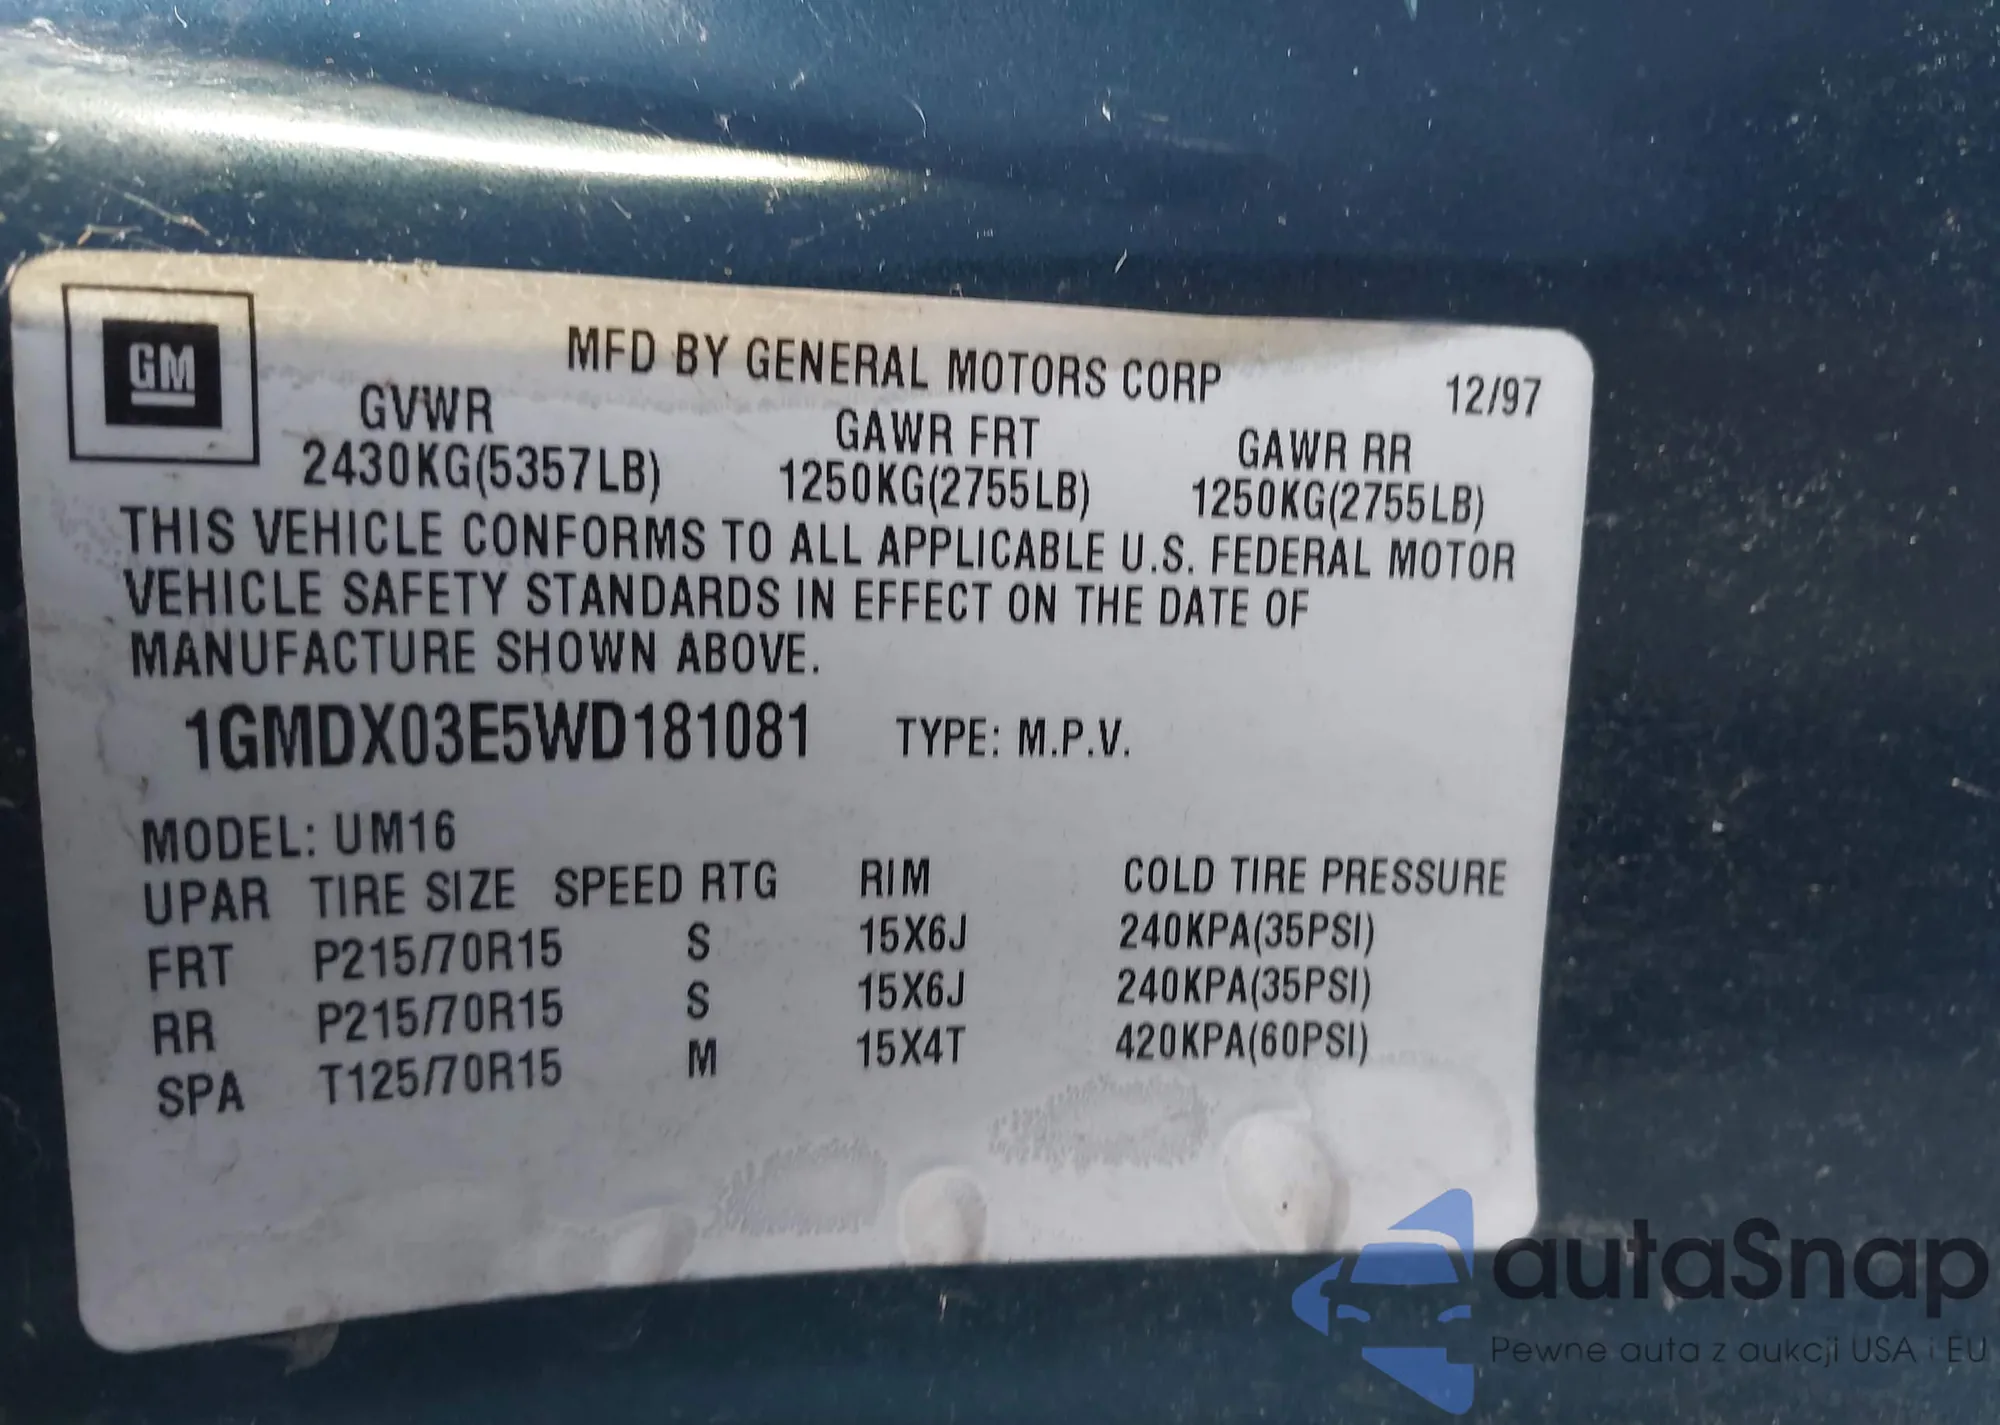 GM
MFD BY GENERAL MOTORS CORP 12/97
GVWR GAWR FRT GAWR RR
2430KG(5357LB) 1250KG(2755LB) 1250KG(2755LB)
THIS VEHICLE CONFORMS TO ALL APPLICABLE U.S. FEDERAL MOTOR
VEHICLE SAFETY STANDARDS IN EFFECT ON THE DATE OF
MANUFACTURE SHOWN ABOVE.
1GMDX03E5WD181081 TYPE: M.P.V.
MODEL: UM16
UPAR TIRE SIZE SPEED RTG RIM COLD TIRE PRESSURE
FRT P215/70R15 S 15X6J 240KPA(35PSI)
RR P215/70R15 S 15X6J 240KPA(35PSI)
SPA T125/70R15 M 15X4T 420KPA(60PSI)
autaSnap
Pewne auta z aukcji USA i EU